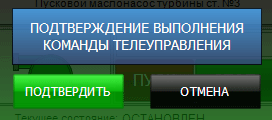 Пусковой маслонасос турбины ст. №3
ПОДТВЕРЖДЕНИЕ ВЫПОЛНЕНИЯ
КОМАНДЫ ТЕЛЕУПРАВЛЕНИЯ
ПОДТВЕРДИТЬ
ОТМЕНА
Текущее состояние: ОСТАНОВЛЕН